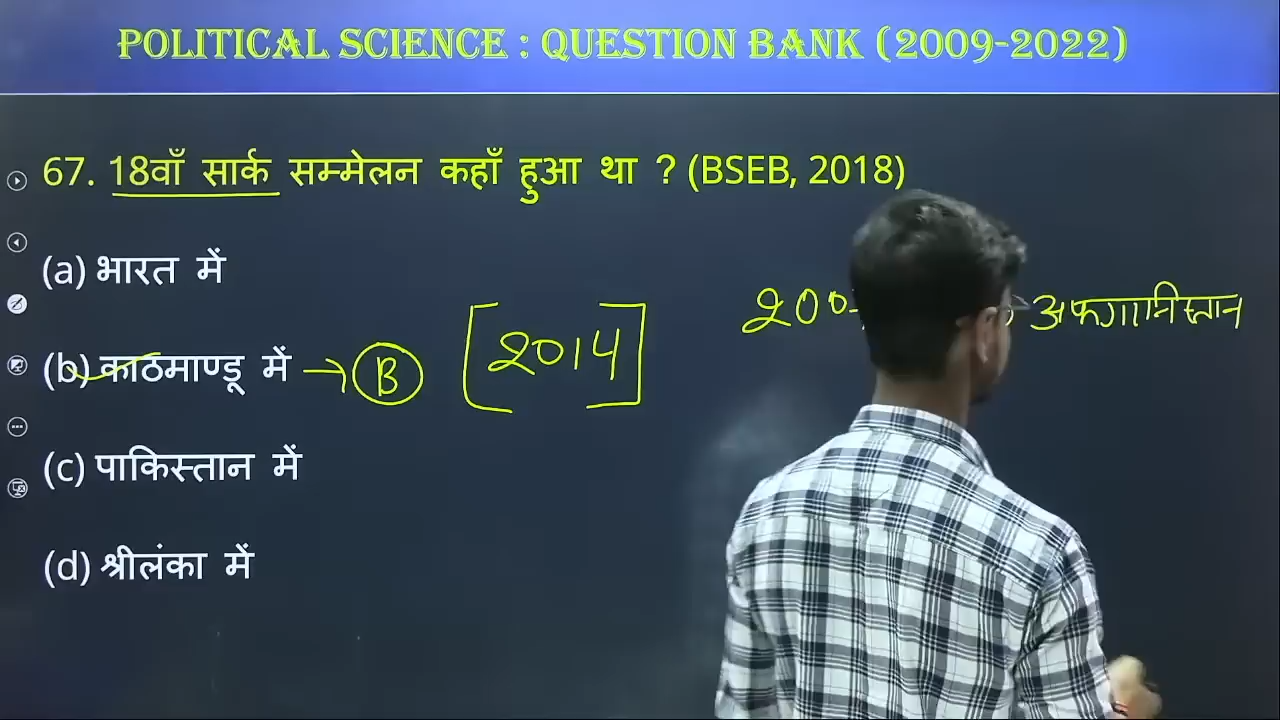 POLITICAL SCIENCE : QUESTION BANK (2009-2022)
67. 18वाँ सार्क सम्मेलन कहाँ हुआ था ? (BSEB, 2018)
(a) भारत में
(b) काठमाण्डू में → B [2014]
(c) पाकिस्तान में
(d) श्रीलंका में
अफगानिस्तान